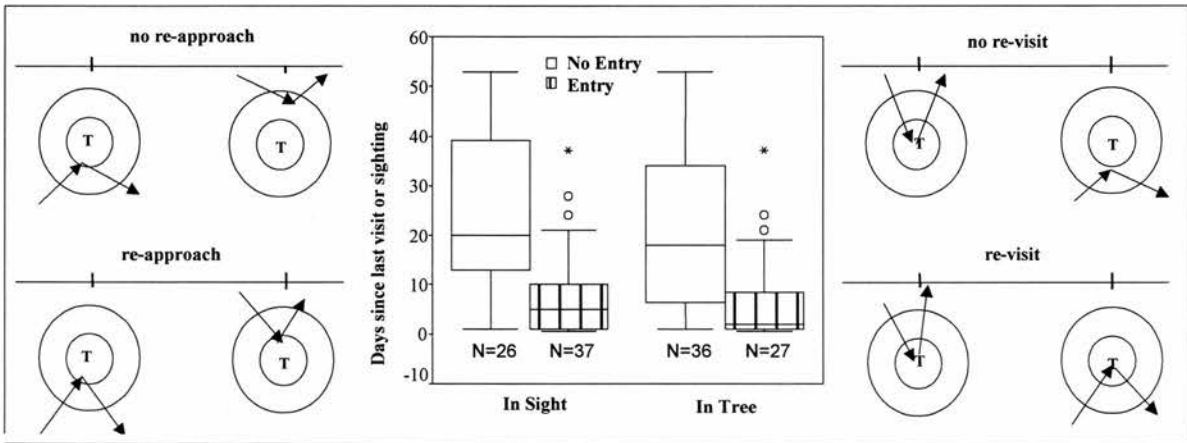 no re-approach
T
T
re-approach
T
T
Days since last visit or sighting
60
50
40
30
20
10
0
-10
No Entry
Entry
*
*
N=26 N=37 N=36 N=27
In Sight In Tree
no re-visit
T
T
re-visit
T
T